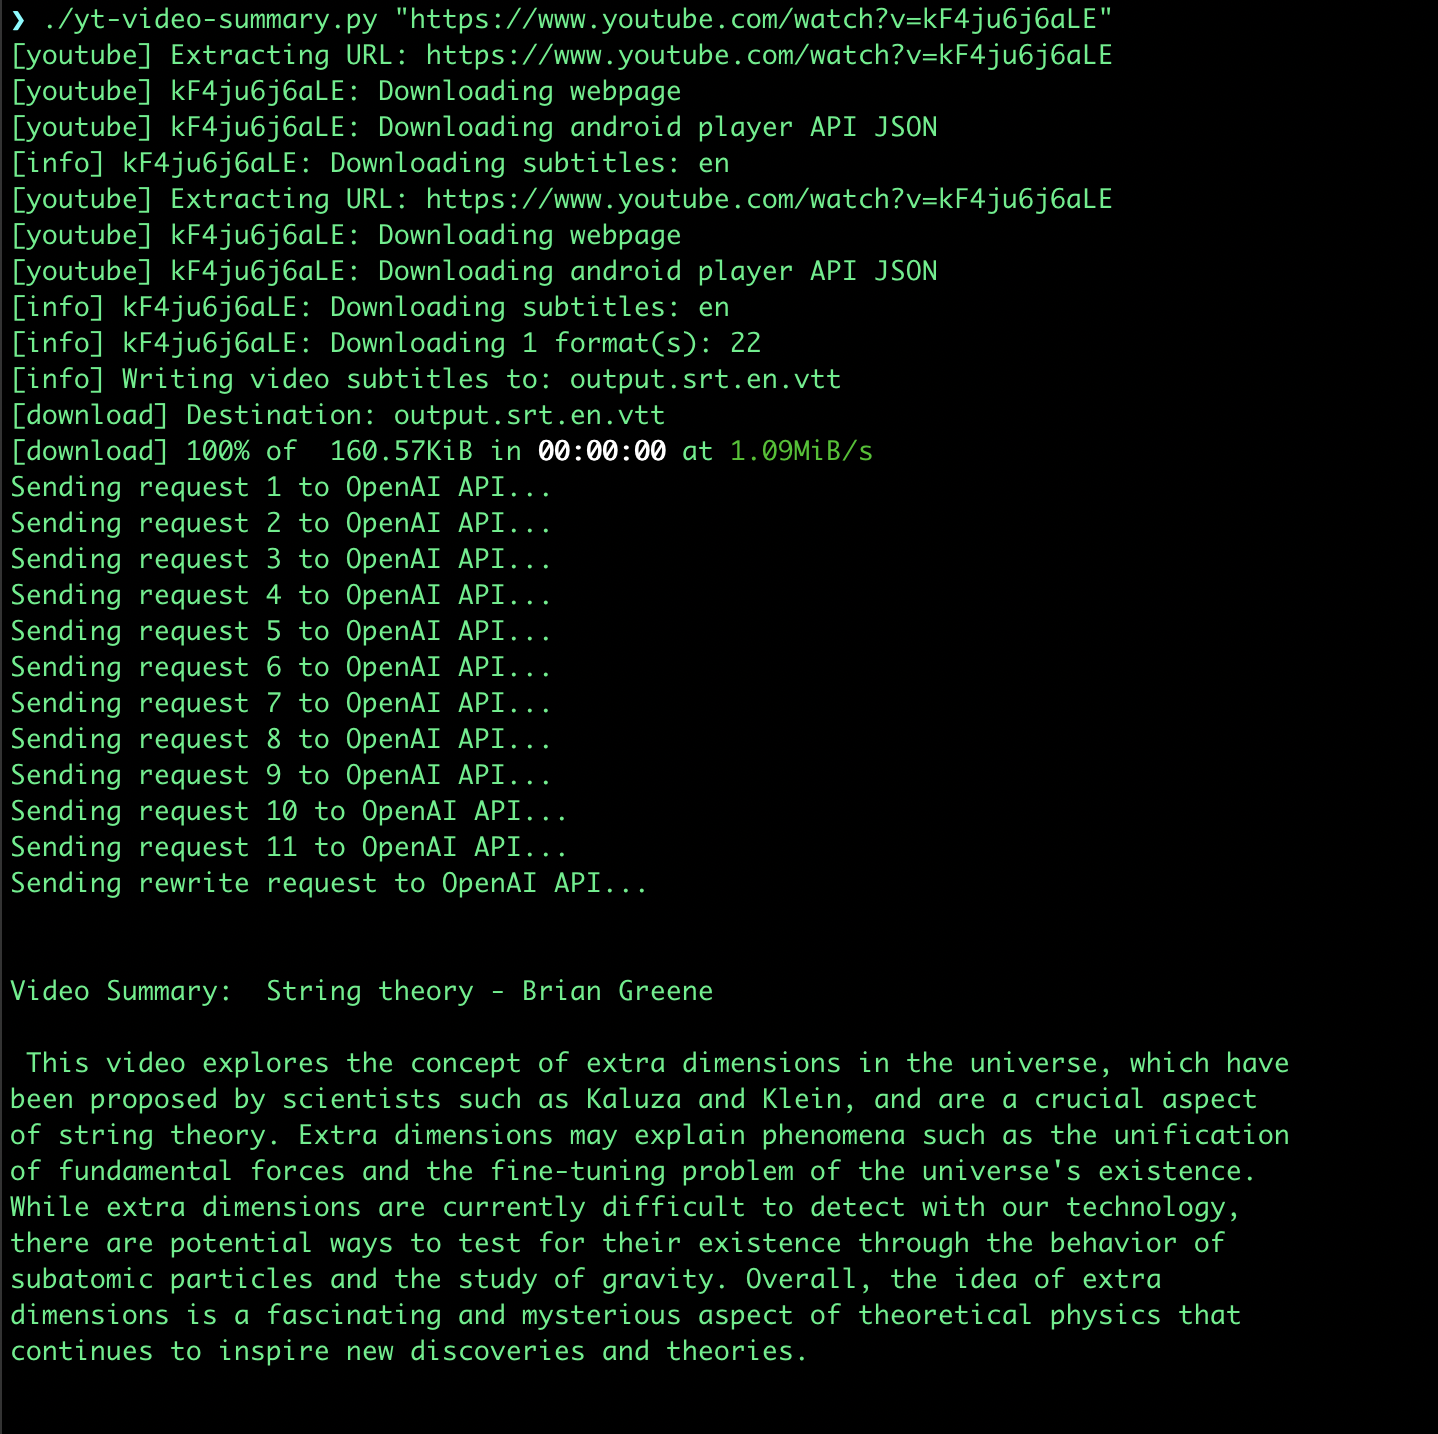 ❯ ./yt-video-summary.py "https://www.youtube.com/watch?v=kF4ju6j6aLE"
[youtube] Extracting URL: https://www.youtube.com/watch?v=kF4ju6j6aLE
[youtube] kF4ju6j6aLE: Downloading webpage
[youtube] kF4ju6j6aLE: Downloading android player API JSON
[info] kF4ju6j6aLE: Downloading subtitles: en
[youtube] Extracting URL: https://www.youtube.com/watch?v=kF4ju6j6aLE
[youtube] kF4ju6j6aLE: Downloading webpage
[youtube] kF4ju6j6aLE: Downloading android player API JSON
[info] kF4ju6j6aLE: Downloading subtitles: en
[info] kF4ju6j6aLE: Downloading 1 format(s): 22
[info] Writing video subtitles to: output.srt.en.vtt
[download] Destination: output.srt.en.vtt
[download] 100% of  160.57KiB in 00:00:00 at 1.09MiB/s
Sending request 1 to OpenAI API...
Sending request 2 to OpenAI API...
Sending request 3 to OpenAI API...
Sending request 4 to OpenAI API...
Sending request 5 to OpenAI API...
Sending request 6 to OpenAI API...
Sending request 7 to OpenAI API...
Sending request 8 to OpenAI API...
Sending request 9 to OpenAI API...
Sending request 10 to OpenAI API...
Sending request 11 to OpenAI API...
Sending rewrite request to OpenAI API...
Video Summary:  String theory - Brian Greene
This video explores the concept of extra dimensions in the universe, which have
been proposed by scientists such as Kaluza and Klein, and are a crucial aspect
of string theory. Extra dimensions may explain phenomena such as the unification
of fundamental forces and the fine-tuning problem of the universe's existence.
While extra dimensions are currently difficult to detect with our technology,
there are potential ways to test for their existence through the behavior of
subatomic particles and the study of gravity. Overall, the idea of extra
dimensions is a fascinating and mysterious aspect of theoretical physics that
continues to inspire new discoveries and theories.